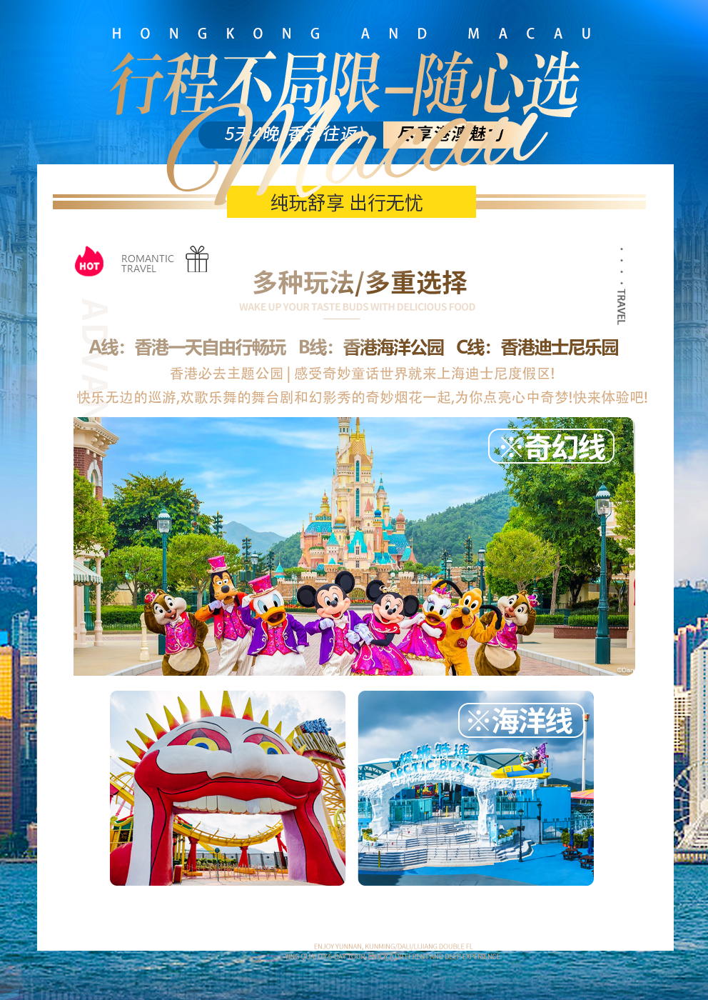 HONGKONG AND MACAU
行程不局限-随心选
Macau
5天4晚(香港往返)
尽享港澳魅力
纯玩舒享 出行无忧
HOT
ROMANTIC
TRAVEL
TRAVEL
多种玩法/多重选择
WAKE UP YOUR TASTE BUDS WITH DELICIOUS FOOD
ADVAN
A线：香港一天自由行畅玩 B线：香港海洋公园 C线：香港迪士尼乐园
香港必去主题公园|感受奇妙童话世界就来上海迪士尼度假区!
快乐无边的巡游,欢歌乐舞的舞台剧和幻影秀的奇妙烟花一起,为你点亮心中奇梦!快来体验吧!
※奇幻线
©Disn
※海洋线
ARCTIC BLAST
ENJOY YUNNAN, KUNMING/DALI/LIJIANG DOUBLE FL
YING QUALITY 6-DAY TOUR, ENJOY A DIFFERENT AND DEEP EXPERIENCE